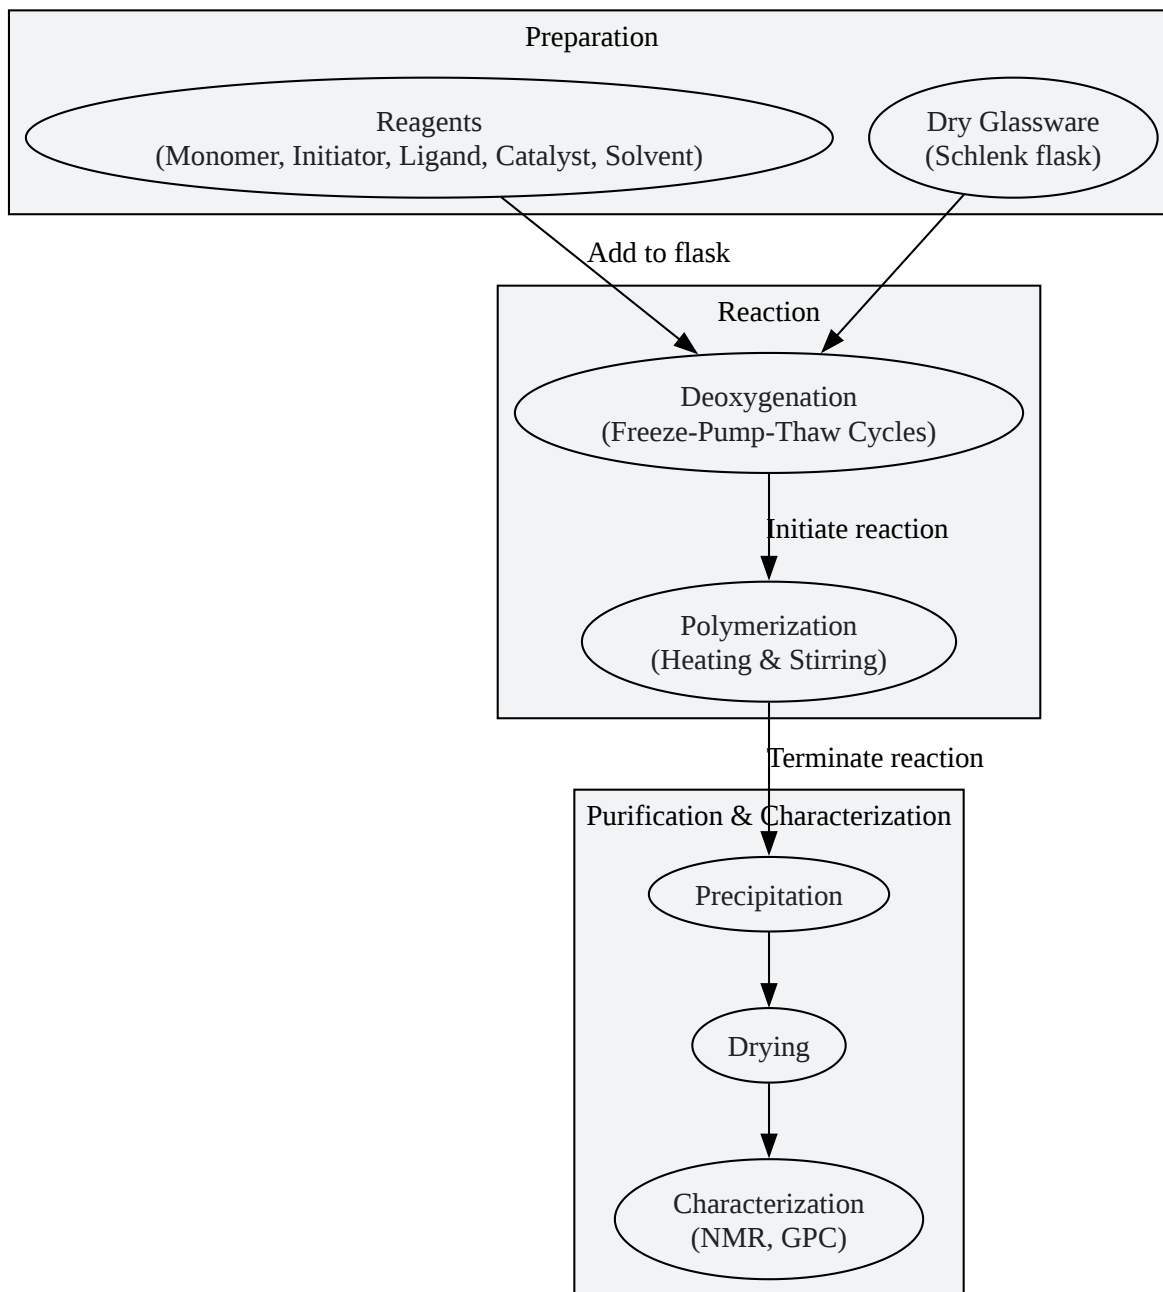 Preparation
Reagents
(Monomer, Initiator, Ligand, Catalyst, Solvent)
Dry Glassware
(Schlenk flask)
Add to flask
Reaction
Deoxygenation
(Freeze-Pump-Thaw Cycles)
Initiate reaction
Polymerization
(Heating & Stirring)
Terminate reaction
Purification & Characterization
Precipitation
Drying
Characterization
(NMR, GPC)